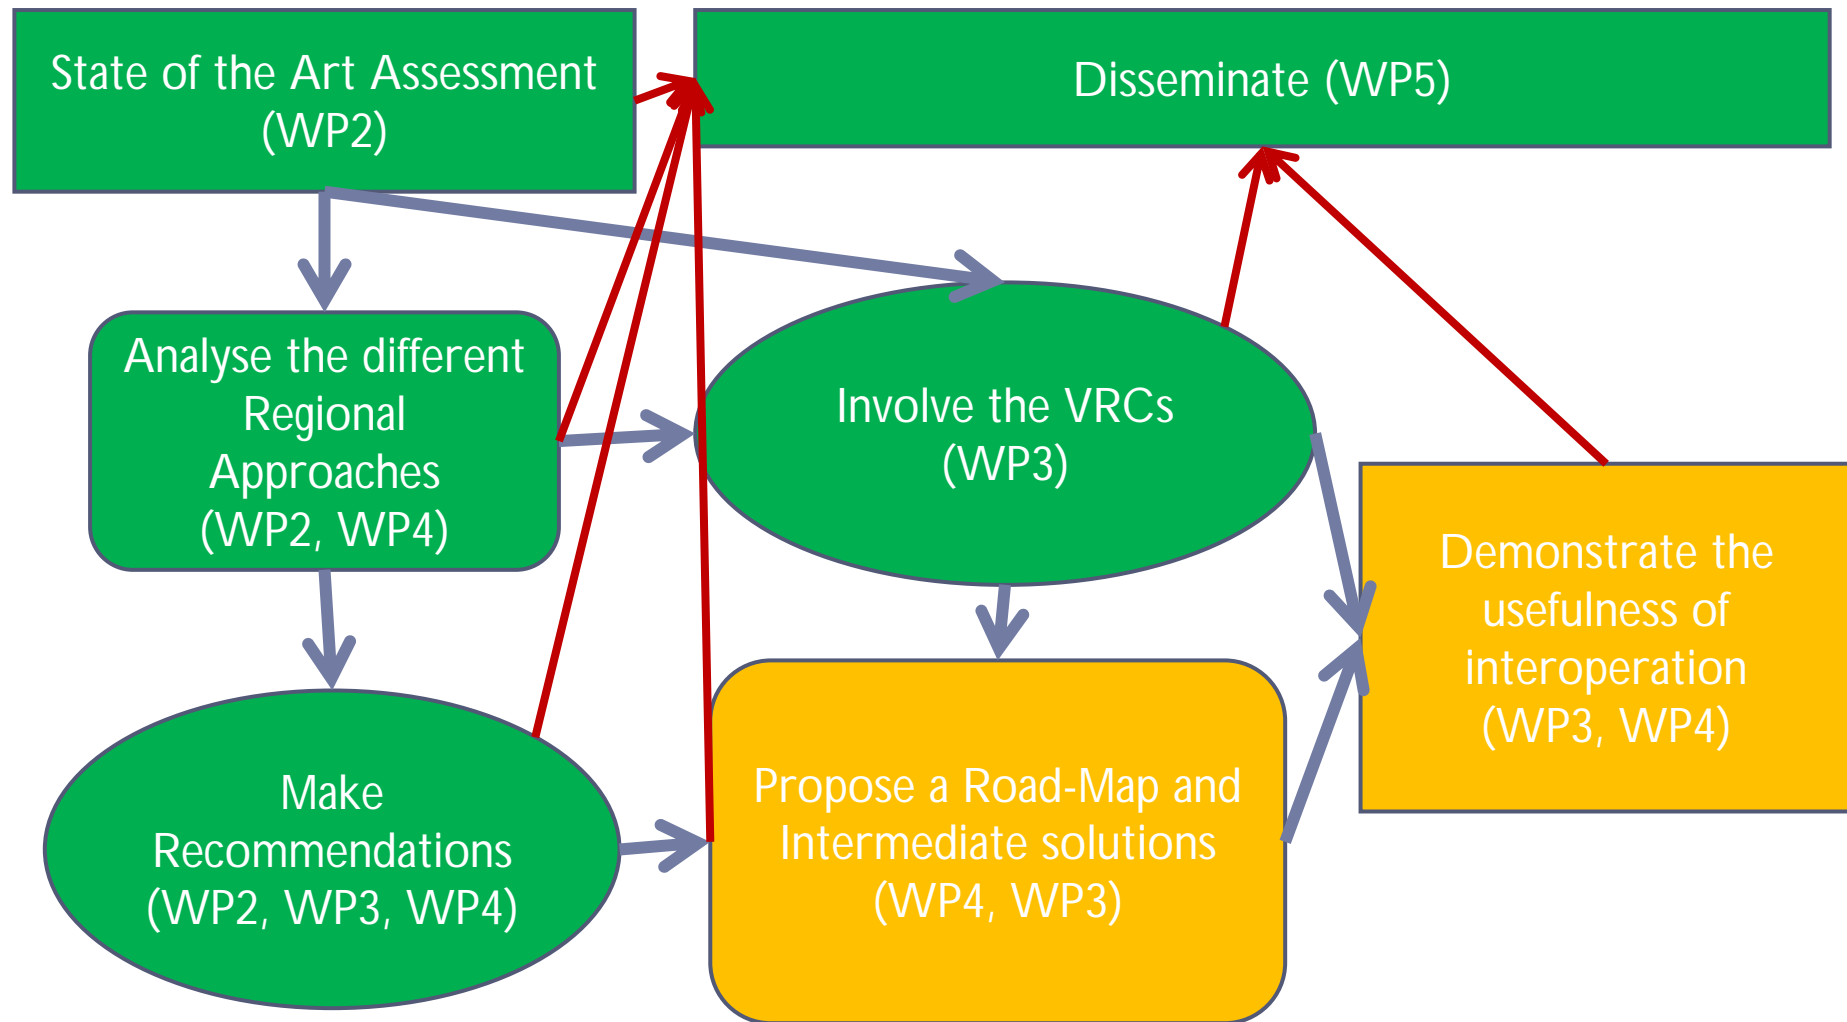 State of the Art Assessment
(WP2)
Disseminate (WP5)
Analyse the different
Regional
Approaches
(WP2, WP4)
Involve the VRCs
(WP3)
Demonstrate the
usefulness of
interoperation
(WP3, WP4)
Make
Recommendations
(WP2, WP3, WP4)
Propose a Road-Map and
Intermediate solutions
(WP4, WP3)